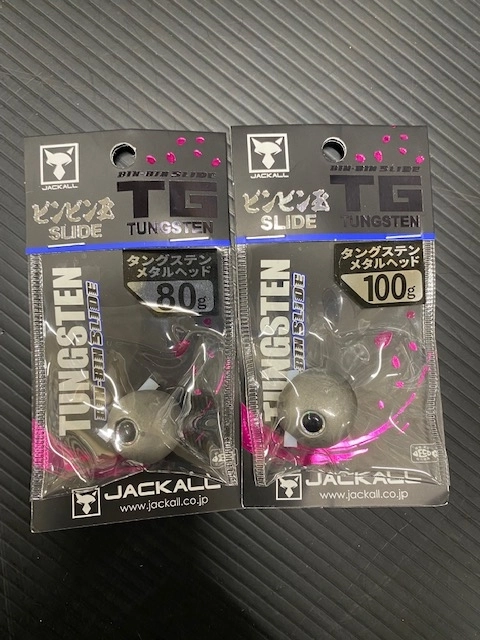 JACKALL
BIN-BIN SLIDE
TG
TUNGSTEN
ビンビン玉
SLIDE
タングステン
メタルヘッド
80g
TUNGSTEN
BIN-BIN SLIDE
JACKALL
www.jackall.co.jp
JACKALL
BIN-BIN SLIDE
TG
TUNGSTEN
ビンビン玉
SLIDE
タングステン
メタルヘッド
100g
TUNGSTEN
BIN-BIN SLIDE
JACKALL
www.jackall.co.jp